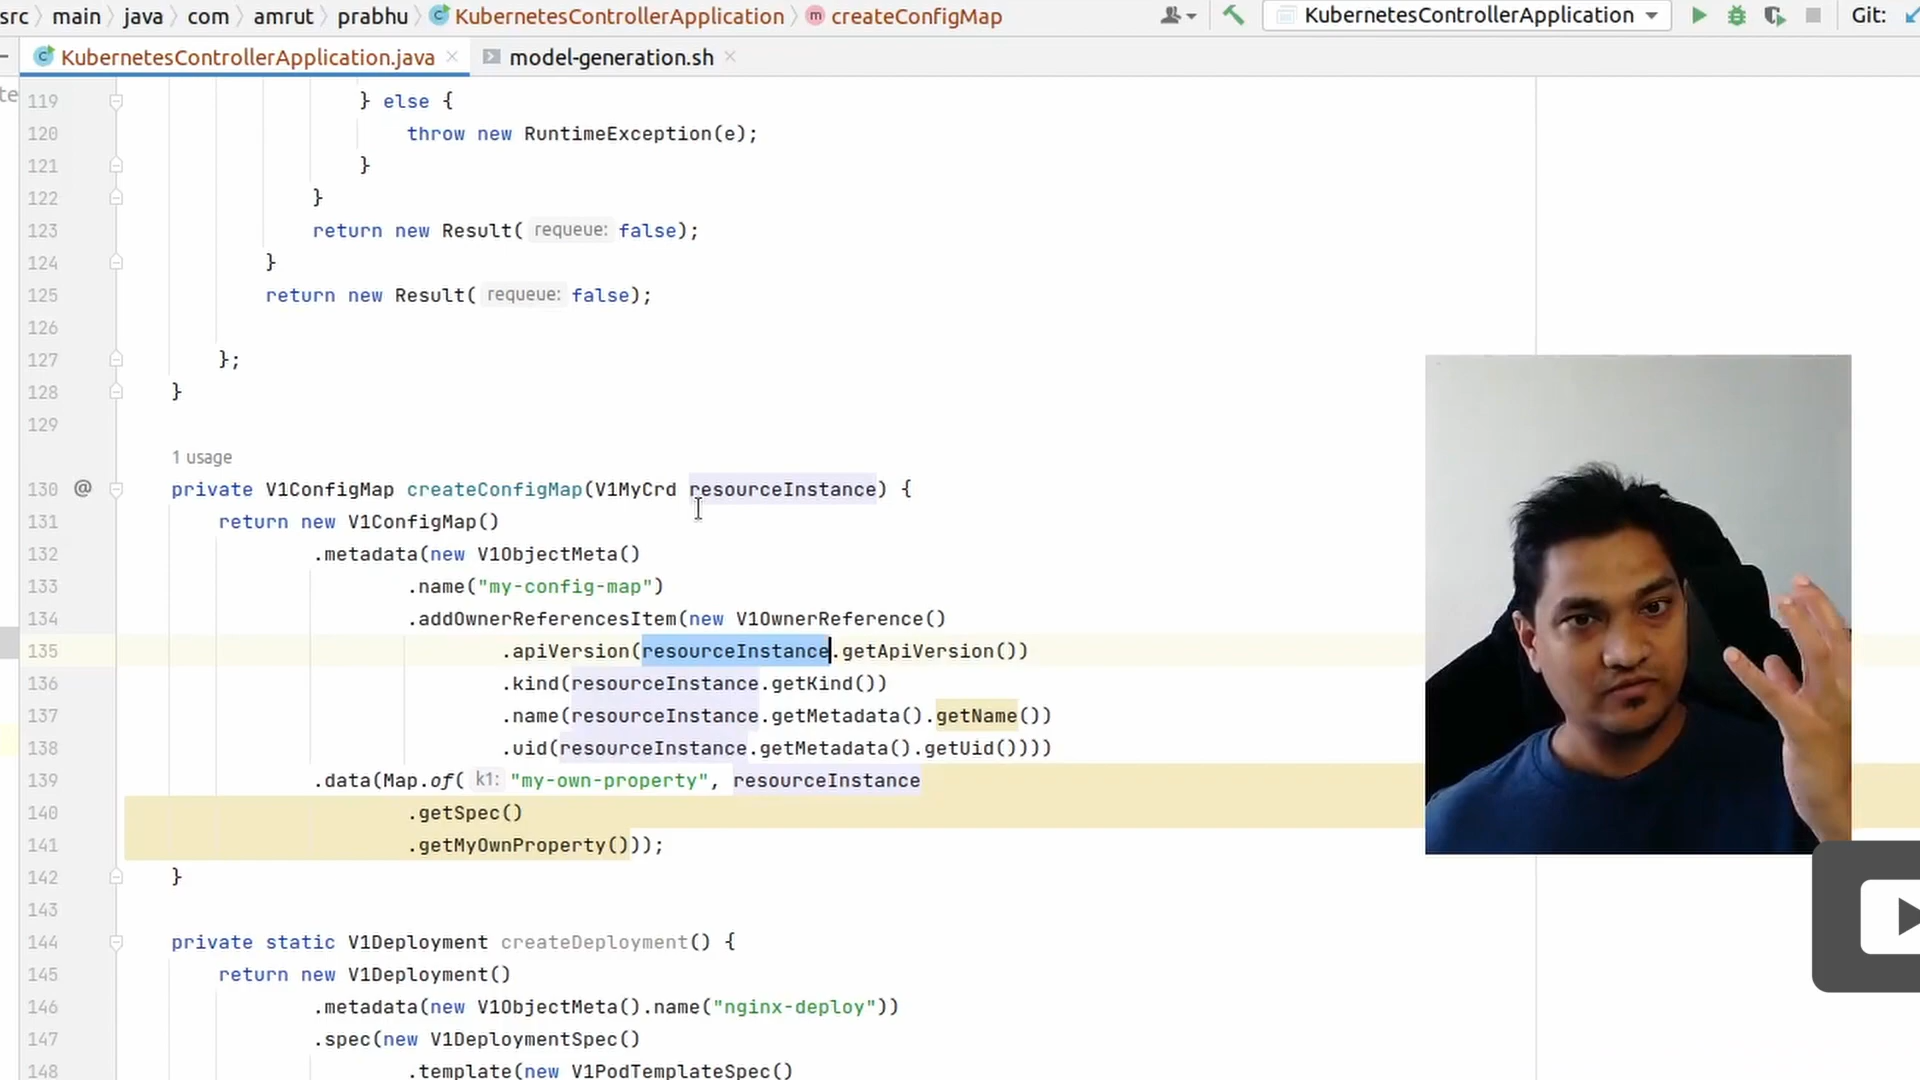 src main java com amrut prabhu KubernetesControllerApplication createConfigMap KubernetesControllerApplication Git:
KubernetesControllerApplication.java model-generation.sh
te
119 } else {
120 throw new RuntimeException(e);
121 }
122 }
123 return new Result( requeue: false);
124 }
125 return new Result( requeue: false);
126
127 };
128 }
129
1 usage
130 @ private V1ConfigMap createConfigMap(V1MyCrd resourceInstance) {
131 return new V1ConfigMap()
132 .metadata(new V1ObjectMeta()
133 .name("my-config-map")
134 .addOwnerReferencesItem(new V1OwnerReference()
135 .apiVersion(resourceInstance.getApiVersion())
136 .kind(resourceInstance.getKind())
137 .name(resourceInstance.getMetadata().getName())
138 .uid(resourceInstance.getMetadata().getUid()))))
139 .data(Map.of( k1: "my-own-property", resourceInstance
140 .getSpec()
141 .getMyOwnProperty()));
142 }
143
144 private static V1Deployment createDeployment() {
145 return new V1Deployment()
146 .metadata(new V1ObjectMeta().name("nginx-deploy"))
147 .spec(new V1DeploymentSpec()
148 .template(new V1PodTemplateSpec()